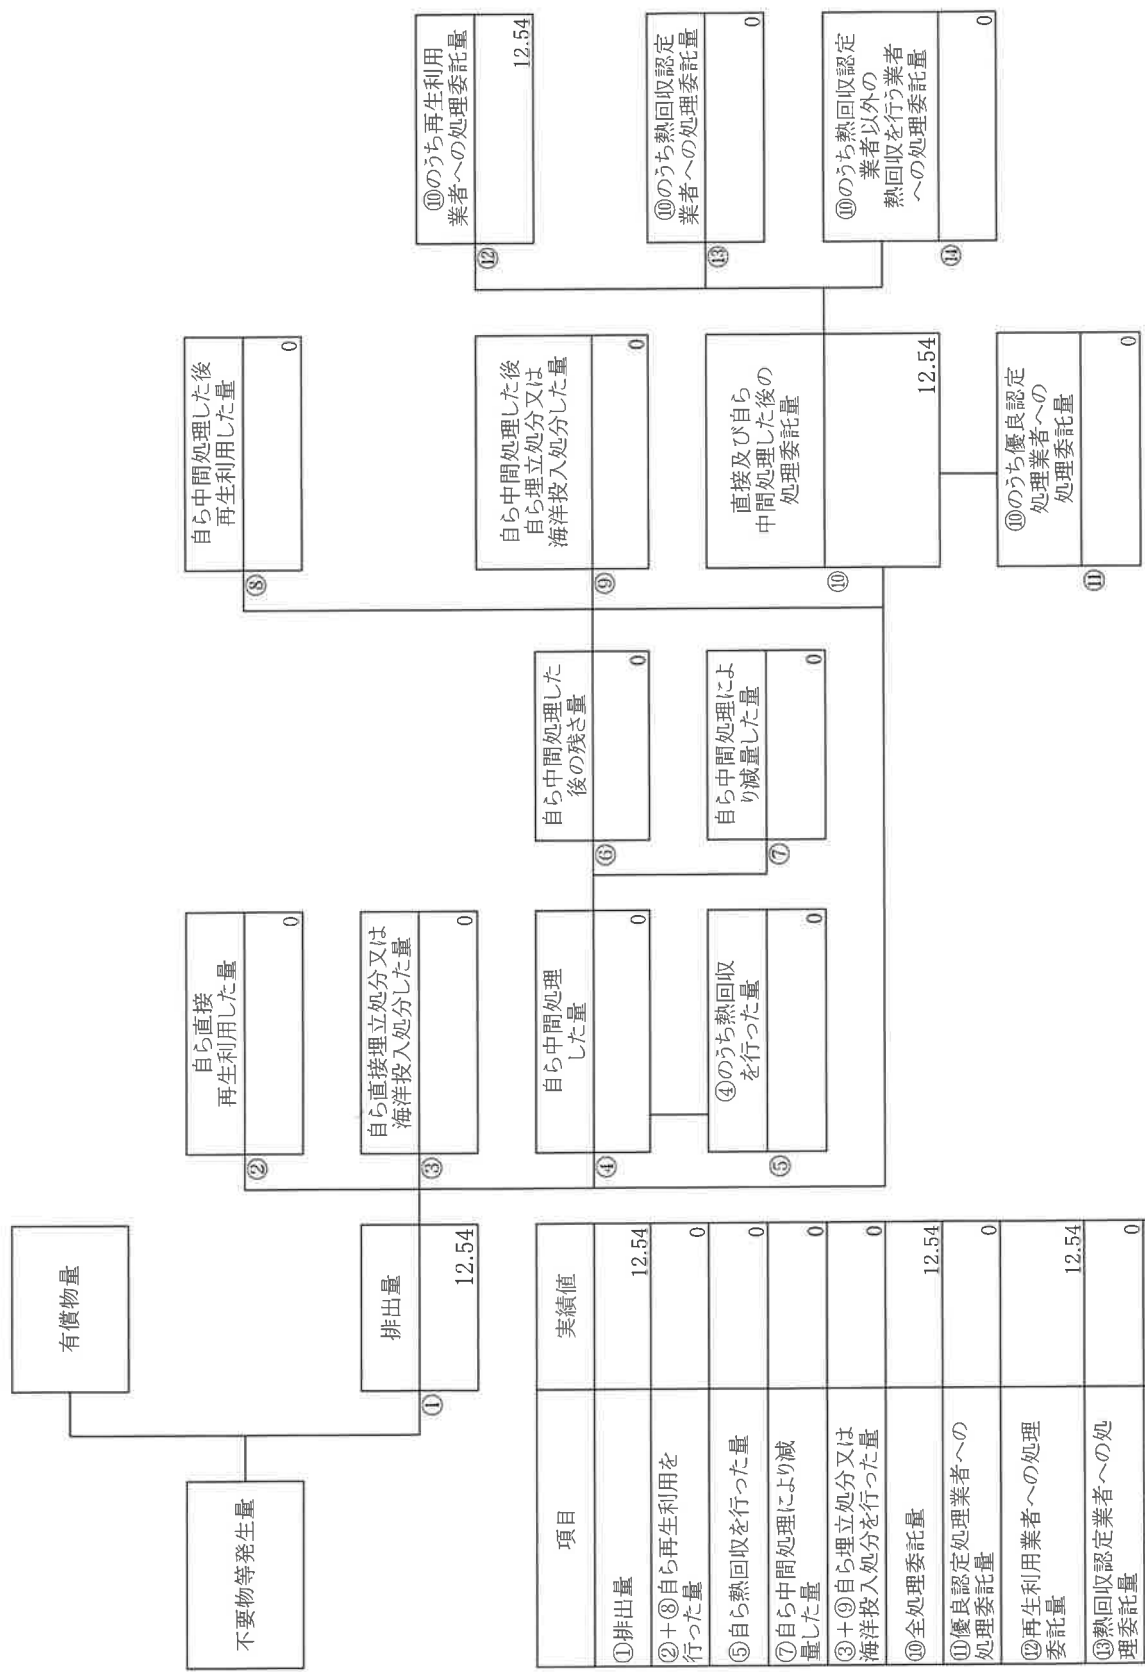 有償物量
不要物等発生量
排出量
①
12.54
自ら直接
再生利用した量
②
0
自ら直接埋立処分又は
海洋投入処分した量
③
0
自ら中間処理
した量
④
0
④のうち熱回収
を行った量
⑤
0
自ら中間処理した
後の残さ量
⑥
0
自ら中間処理によ
り減量した量
⑦
0
自ら中間処理した後
再生利用した量
⑧
0
自ら中間処理した後
自ら埋立処分又は
海洋投入処分した量
⑨
0
直接及び自ら
中間処理した後の
処理委託量
⑩
12.54
⑩のうち優良認定
処理業者への
処理委託量
⑪
0
⑩のうち再生利用
業者への処理委託量
⑫
12.54
⑩のうち熱回収認定
業者への処理委託量
⑬
0
⑩のうち熱回収認定
業者以外の
熱回収を行う業者
への処理委託量
⑭
0
項目 実績値
①排出量 12.54
②+⑧自ら再生利用を
行った量 0
⑤自ら熱回収を行った量 0
⑦自ら中間処理により減
量した量 0
③+⑨自ら埋立処分又は
海洋投入処分を行った量 0
⑩全処理委託量 12.54
⑪優良認定処理業者への
処理委託量 0
⑫再生利用業者への処理
委託量 12.54
⑬熱回収認定業者への処
理委託量 0